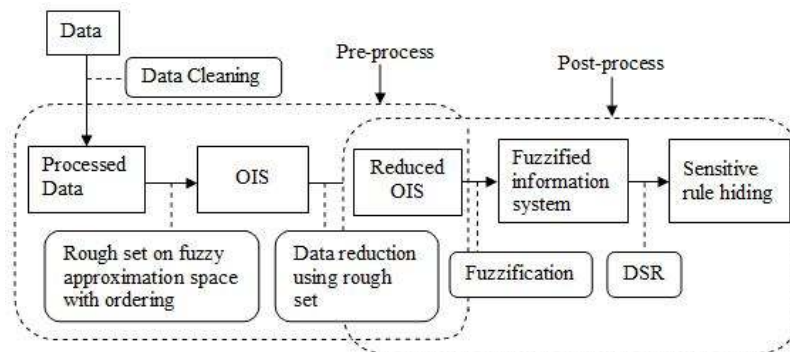 Data
Data Cleaning
Pre-process
Post-process
Processed
Data
OIS
Reduced
OIS
Fuzzified
information
system
Sensitive
rule hiding
Rough set on fuzzy
approximation space
with ordering
Data reduction
using rough
set
Fuzzification
DSR